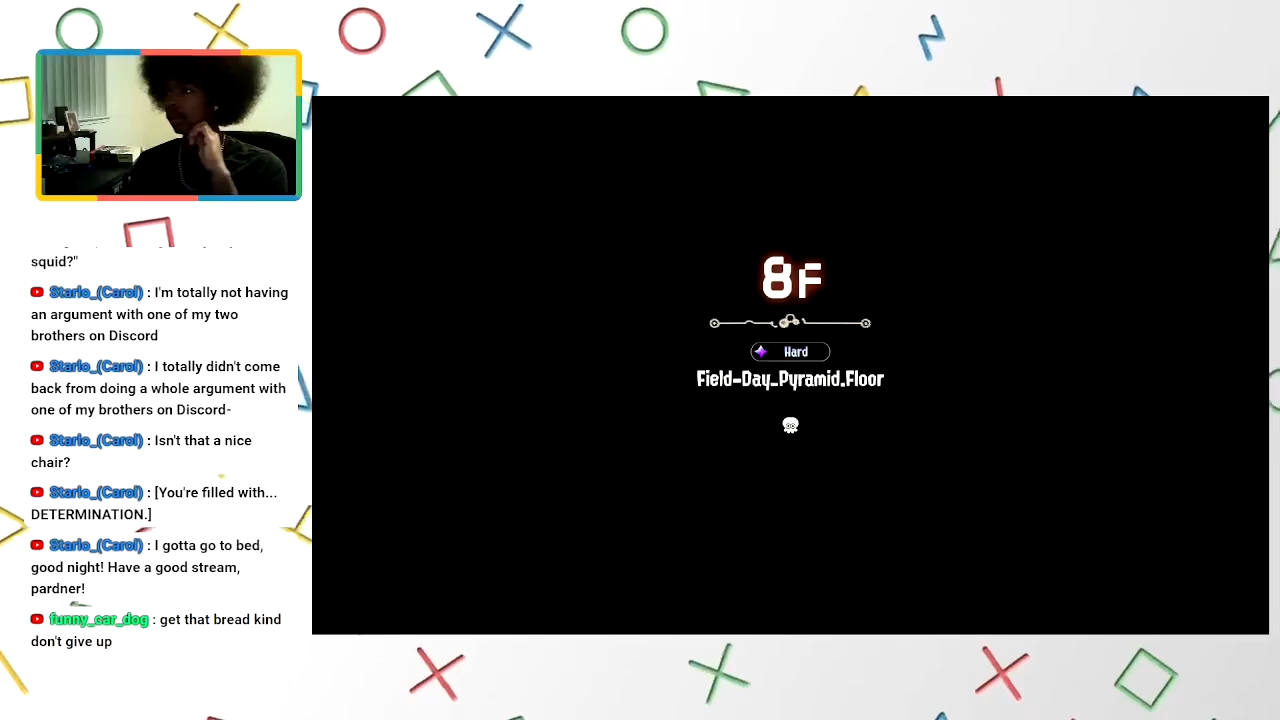 squid?"
Starlo_(Carol) : I'm totally not having
an argument with one of my two
brothers on Discord
Starlo_(Carol) : I totally didn't come
back from doing a whole argument with
one of my brothers on Discord-
Starlo_(Carol) : Isn't that a nice
chair?
Starlo_(Carol) : [You're filled with...
DETERMINATION.]
Starlo_(Carol) : I gotta go to bed,
good night! Have a good stream,
pardner!
funny_car_dog : get that bread kind
don't give up
8F
Hard
Field-Day_Pyramid.Floor